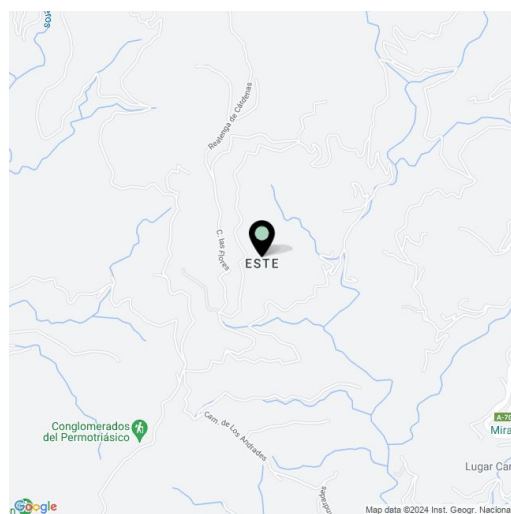 Realenga de Cárdenas
C. las Flores
ESTE
Conglomerados
del Permotriásico
Cam. de Los Andrades
A-70
Mira
Lugar Car
Google
Map data ©2024 Inst. Geogr. Naciona